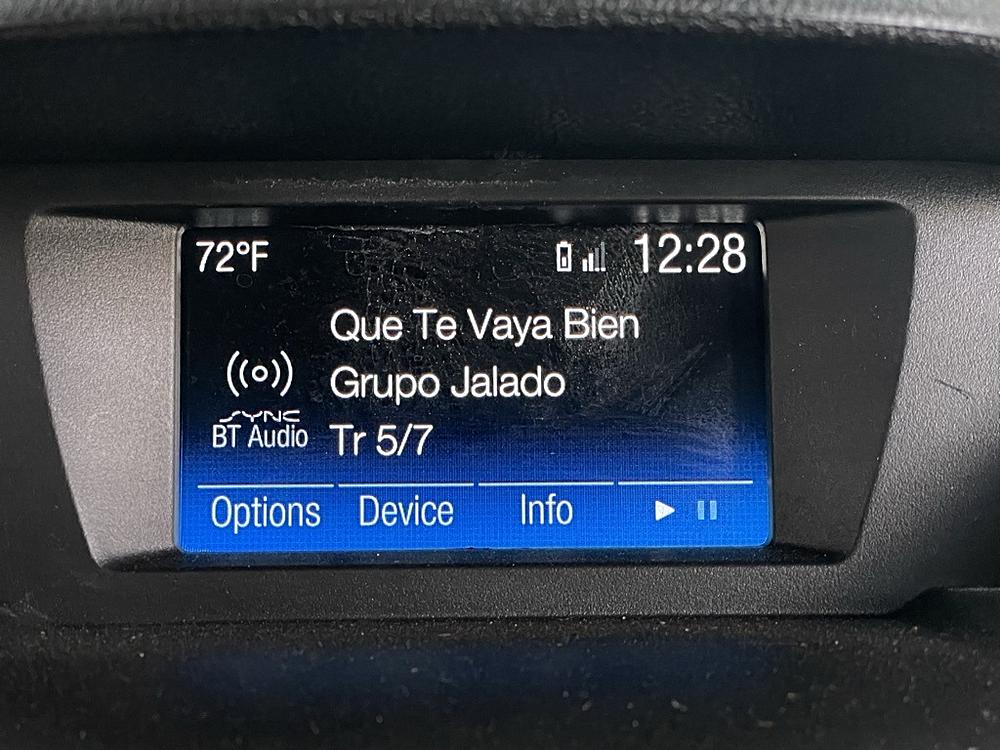 72°F 12:28
Que Te Vaya Bien
Grupo Jalado
SYNC
BT Audio Tr 5/7
Options Device Info